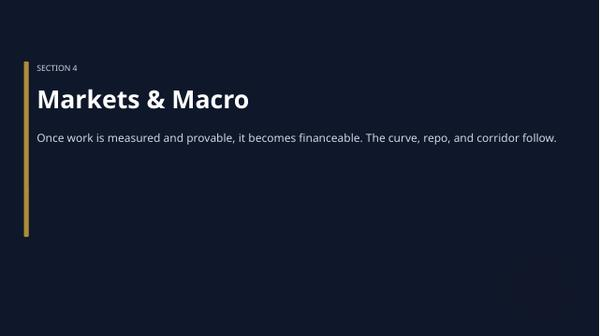 SECTION 4
Markets & Macro
Once work is measured and provable, it becomes financeable. The curve, repo, and corridor follow.